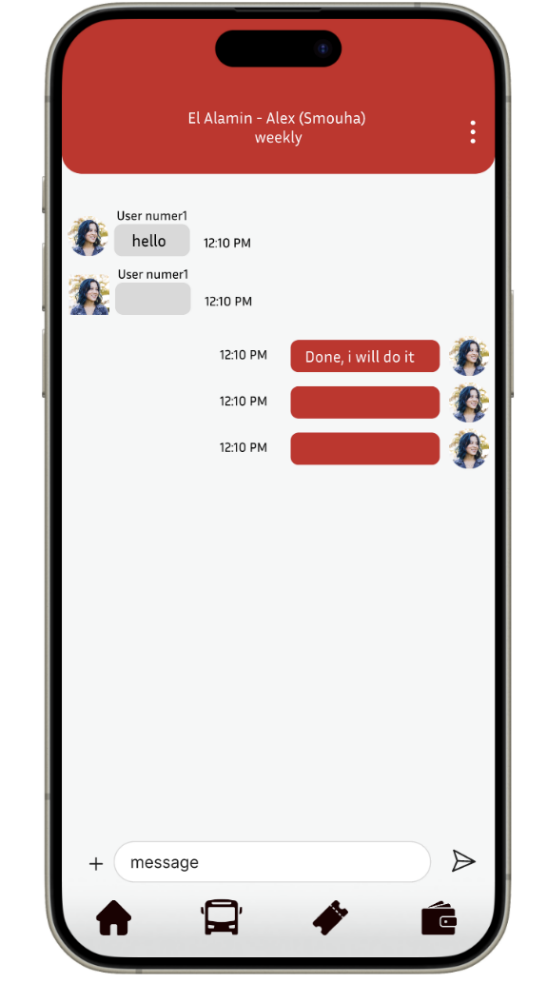 El Alamin - Alex (Smouha)
weekly
User numer1
hello
12:10 PM
User numer1
12:10 PM
12:10 PM
Done, i will do it
12:10 PM
12:10 PM
+
message